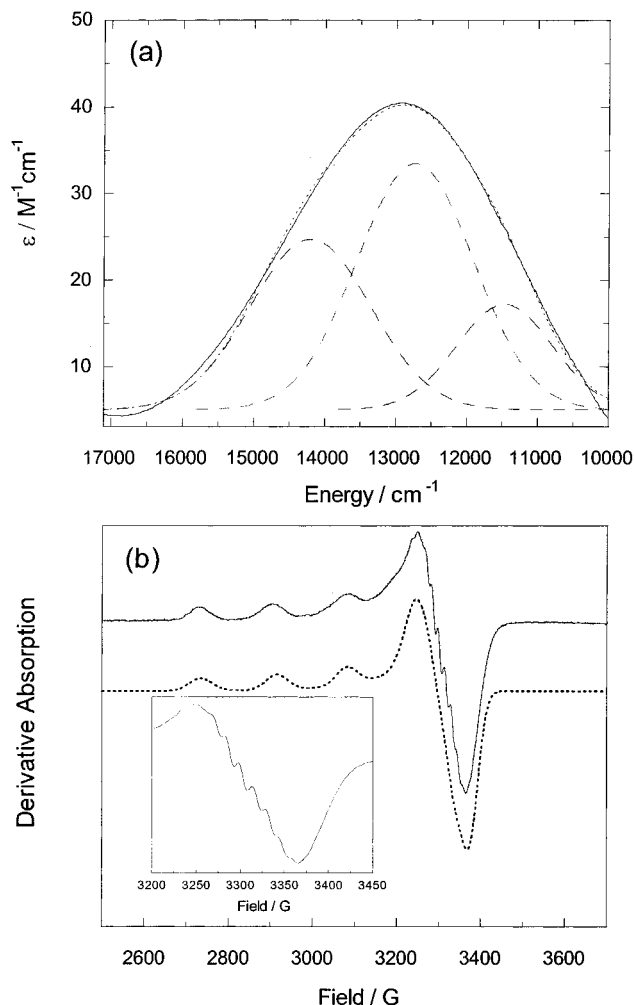 (a)
50
40
30
20
10
ε / M⁻¹cm⁻¹
17000 16000 15000 14000 13000 12000 11000 10000
Energy / cm⁻¹
(b)
Derivative Absorption
3200 3250 3300 3350 3400 3450
Field / G
2600 2800 3000 3200 3400 3600
Field / G